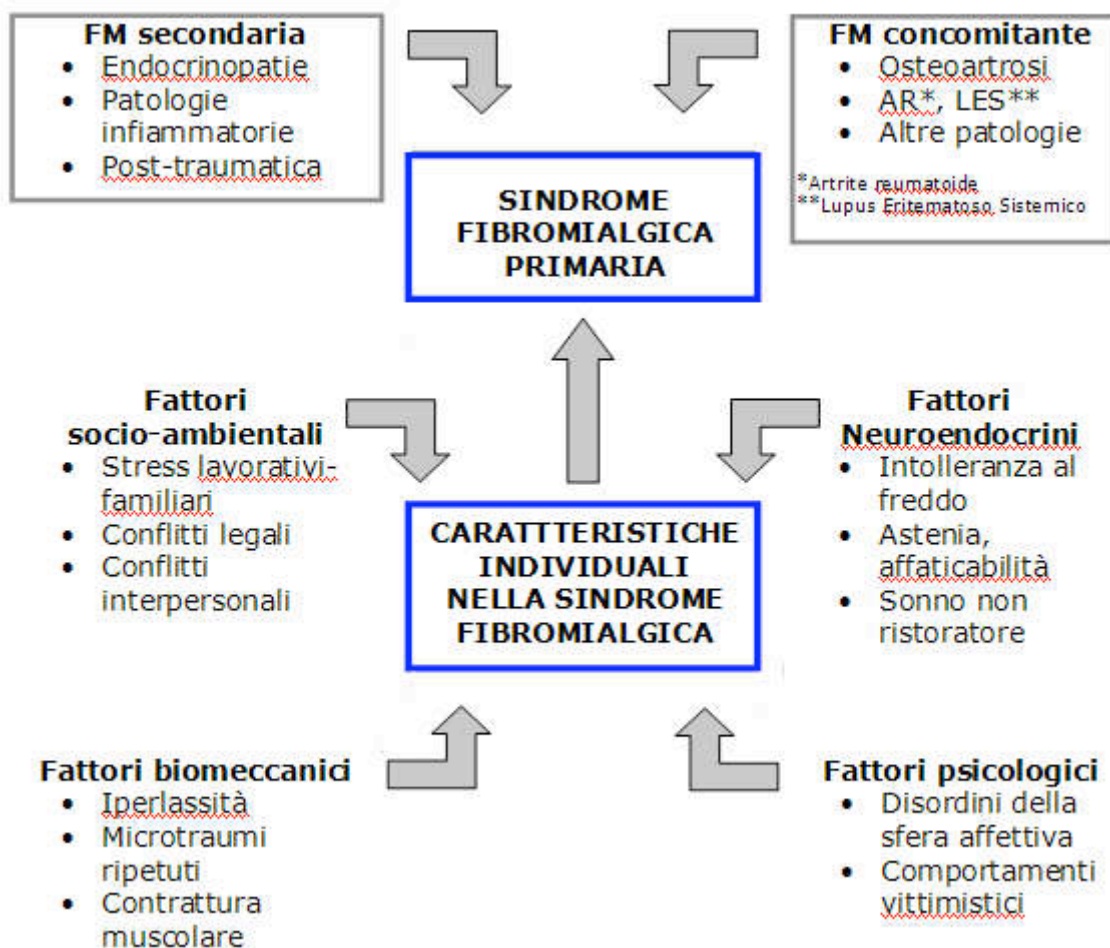 FM secondaria
• Endocrinopatie
• Patologie
infiammatorie
• Post-traumatica
FM concomitante
• Osteoartrosi
• AR*, LES**
• Altre patologie
*Artrite reumatoide
**Lupus Eritematoso Sistemico
SINDROME
FIBROMIALGICA
PRIMARIA
Fattori
socio-ambientali
• Stress lavorativi-
familiari
• Conflitti legali
• Conflitti
interpersonali
Fattori
Neuroendocrini
• Intolleranza al
freddo
• Astenia,
affaticabilità
• Sonno non
ristoratore
CARATTTERISTICHE
INDIVIDUALI
NELLA SINDROME
FIBROMIALGICA
Fattori biomeccanici
• Iperlassità
• Microtraumi
ripetuti
• Contrattura
muscolare
Fattori psicologici
• Disordini della
sfera affettiva
• Comportamenti
vittimistici